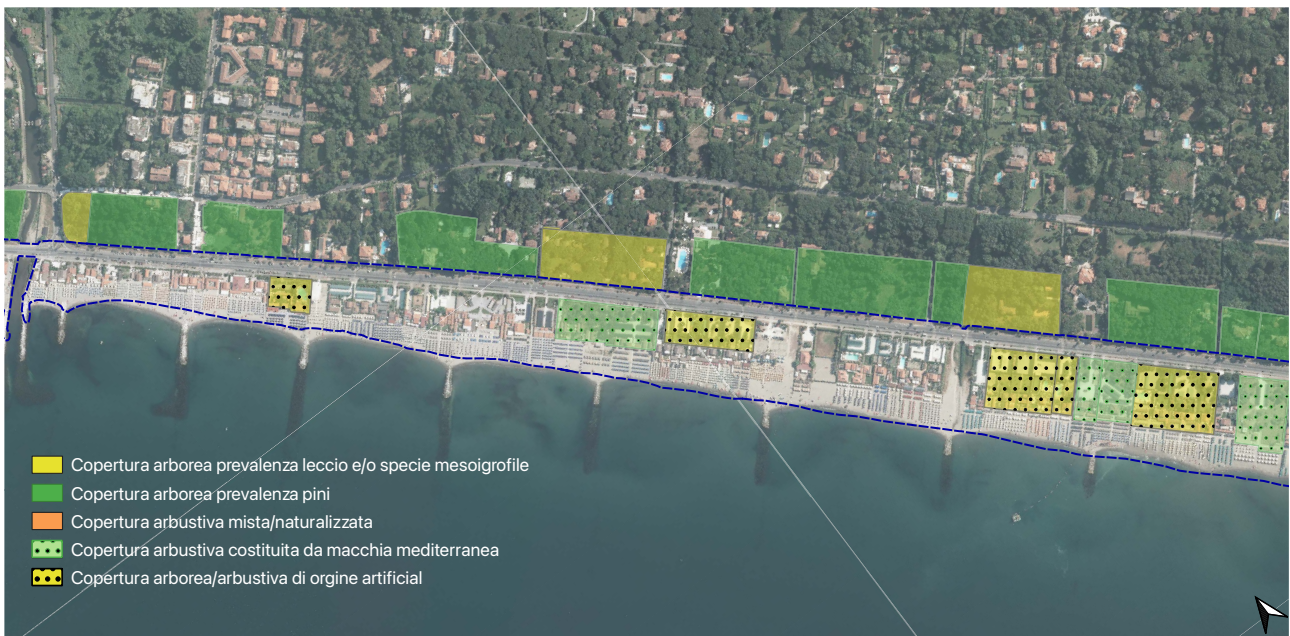 Copertura arborea prevalenza leccio e/o specie mesoigrofile
Copertura arborea prevalenza pini
Copertura arbustiva mista/naturalizzata
Copertura arbustiva costituita da macchia mediterranea
Copertura arborea/arbustiva di orgine artificial